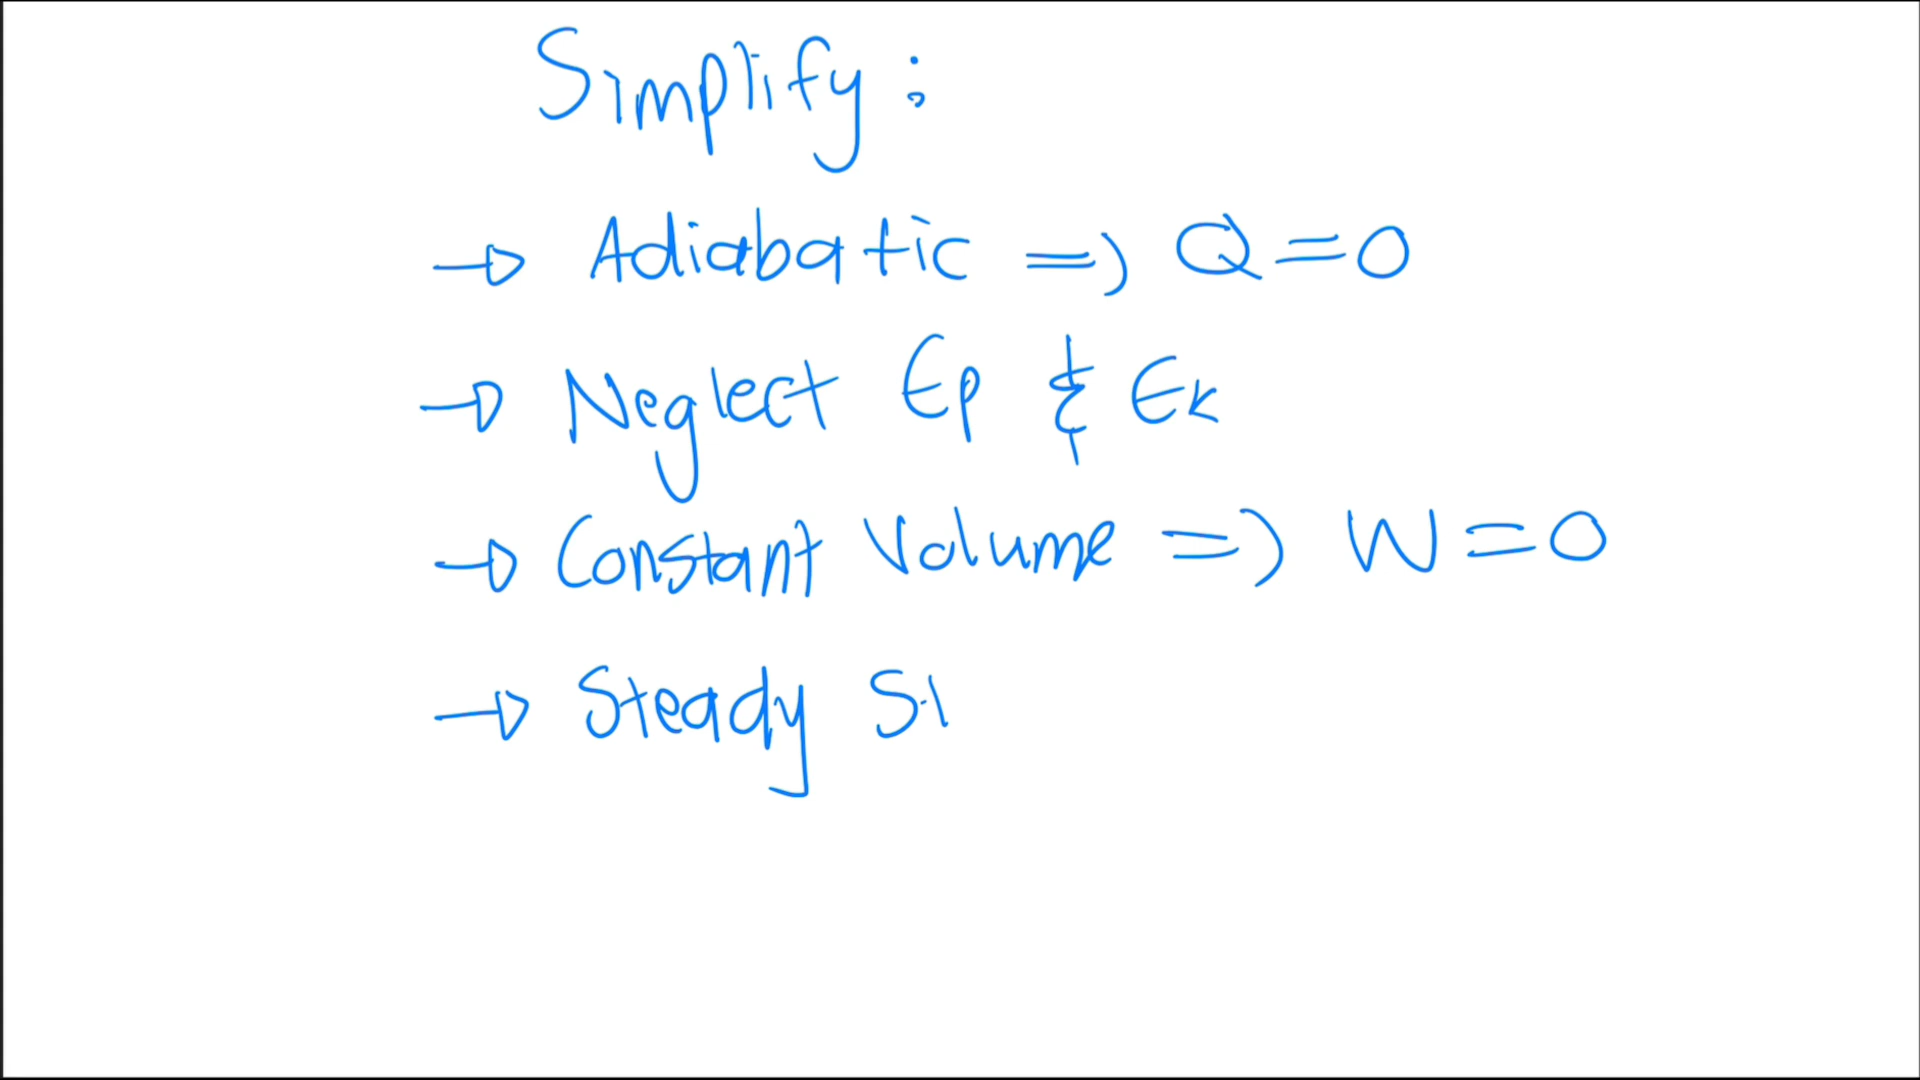 Simplify:
→ Adiabatic => Q=0
→ Neglect Ep & Ek
→ Constant Volume => W=0
→ Steady